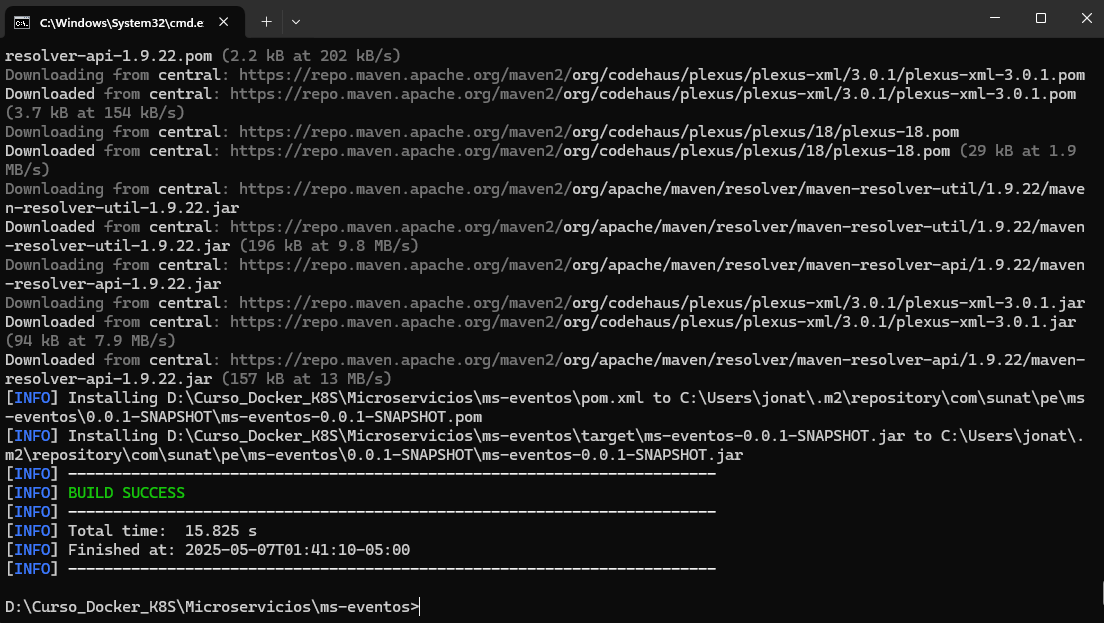 C:\Windows\System32\cmd.e
resolver-api-1.9.22.pom (2.2 kB at 202 kB/s)
Downloading from central: https://repo.maven.apache.org/maven2/org/codehaus/plexus/plexus-xml/3.0.1/plexus-xml-3.0.1.pom
Downloaded from central: https://repo.maven.apache.org/maven2/org/codehaus/plexus/plexus-xml/3.0.1/plexus-xml-3.0.1.pom
(3.7 kB at 154 kB/s)
Downloading from central: https://repo.maven.apache.org/maven2/org/codehaus/plexus/plexus/18/plexus-18.pom
Downloaded from central: https://repo.maven.apache.org/maven2/org/codehaus/plexus/plexus/18/plexus-18.pom (29 kB at 1.9
MB/s)
Downloading from central: https://repo.maven.apache.org/maven2/org/apache/maven/resolver/maven-resolver-util/1.9.22/mave
n-resolver-util-1.9.22.jar
Downloaded from central: https://repo.maven.apache.org/maven2/org/apache/maven/resolver/maven-resolver-util/1.9.22/maven
-resolver-util-1.9.22.jar (196 kB at 9.8 MB/s)
Downloading from central: https://repo.maven.apache.org/maven2/org/apache/maven/resolver/maven-resolver-api/1.9.22/maven
-resolver-api-1.9.22.jar
Downloading from central: https://repo.maven.apache.org/maven2/org/codehaus/plexus/plexus-xml/3.0.1/plexus-xml-3.0.1.jar
Downloaded from central: https://repo.maven.apache.org/maven2/org/codehaus/plexus/plexus-xml/3.0.1/plexus-xml-3.0.1.jar
(94 kB at 7.9 MB/s)
Downloaded from central: https://repo.maven.apache.org/maven2/org/apache/maven/resolver/maven-resolver-api/1.9.22/maven-
resolver-api-1.9.22.jar (157 kB at 13 MB/s)
[INFO] Installing D:\Curso_Docker_K8S\Microservicios\ms-eventos\pom.xml to C:\Users\jonat\.m2\repository\com\sunat\pe\ms
-eventos\0.0.1-SNAPSHOT\ms-eventos-0.0.1-SNAPSHOT.pom
[INFO] Installing D:\Curso_Docker_K8S\Microservicios\ms-eventos\target\ms-eventos-0.0.1-SNAPSHOT.jar to C:\Users\jonat\.
m2\repository\com\sunat\pe\ms-eventos\0.0.1-SNAPSHOT\ms-eventos-0.0.1-SNAPSHOT.jar
[INFO] ------------------------------------------------------------------------
[INFO] BUILD SUCCESS
[INFO] ------------------------------------------------------------------------
[INFO] Total time:  15.825 s
[INFO] Finished at: 2025-05-07T01:41:10-05:00
[INFO] ------------------------------------------------------------------------
D:\Curso_Docker_K8S\Microservicios\ms-eventos>